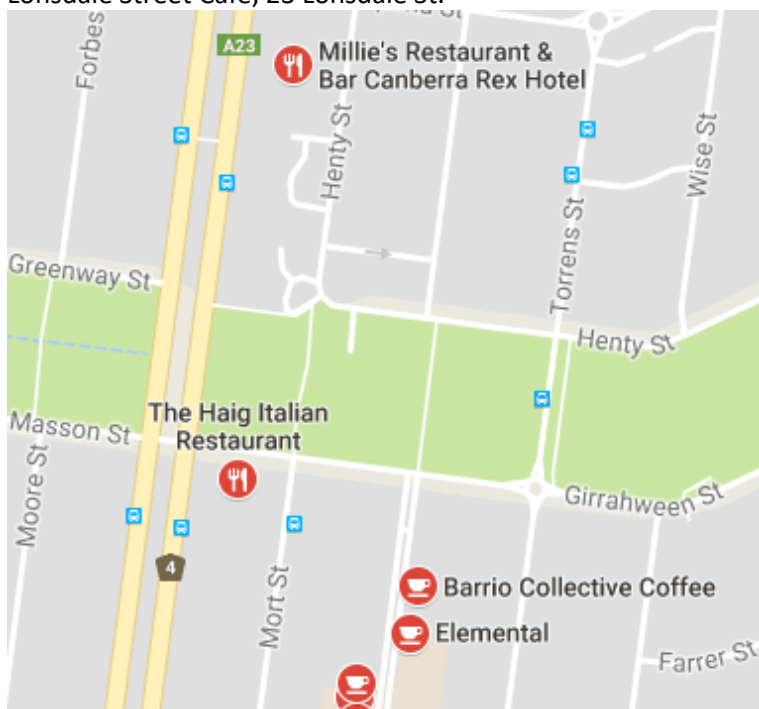 Lonsdale Street Café, 23 Lonsdale St.
A23
Forbes
Millie's Restaurant &
Bar Canberra Rex Hotel
Henty St
Wise St
Torrens St
Greenway St
Henty St
The Haig Italian
Restaurant
Masson St
Moore St
Girrahween St
4
Mort St
Barrio Collective Coffee
Elemental
Farrer St